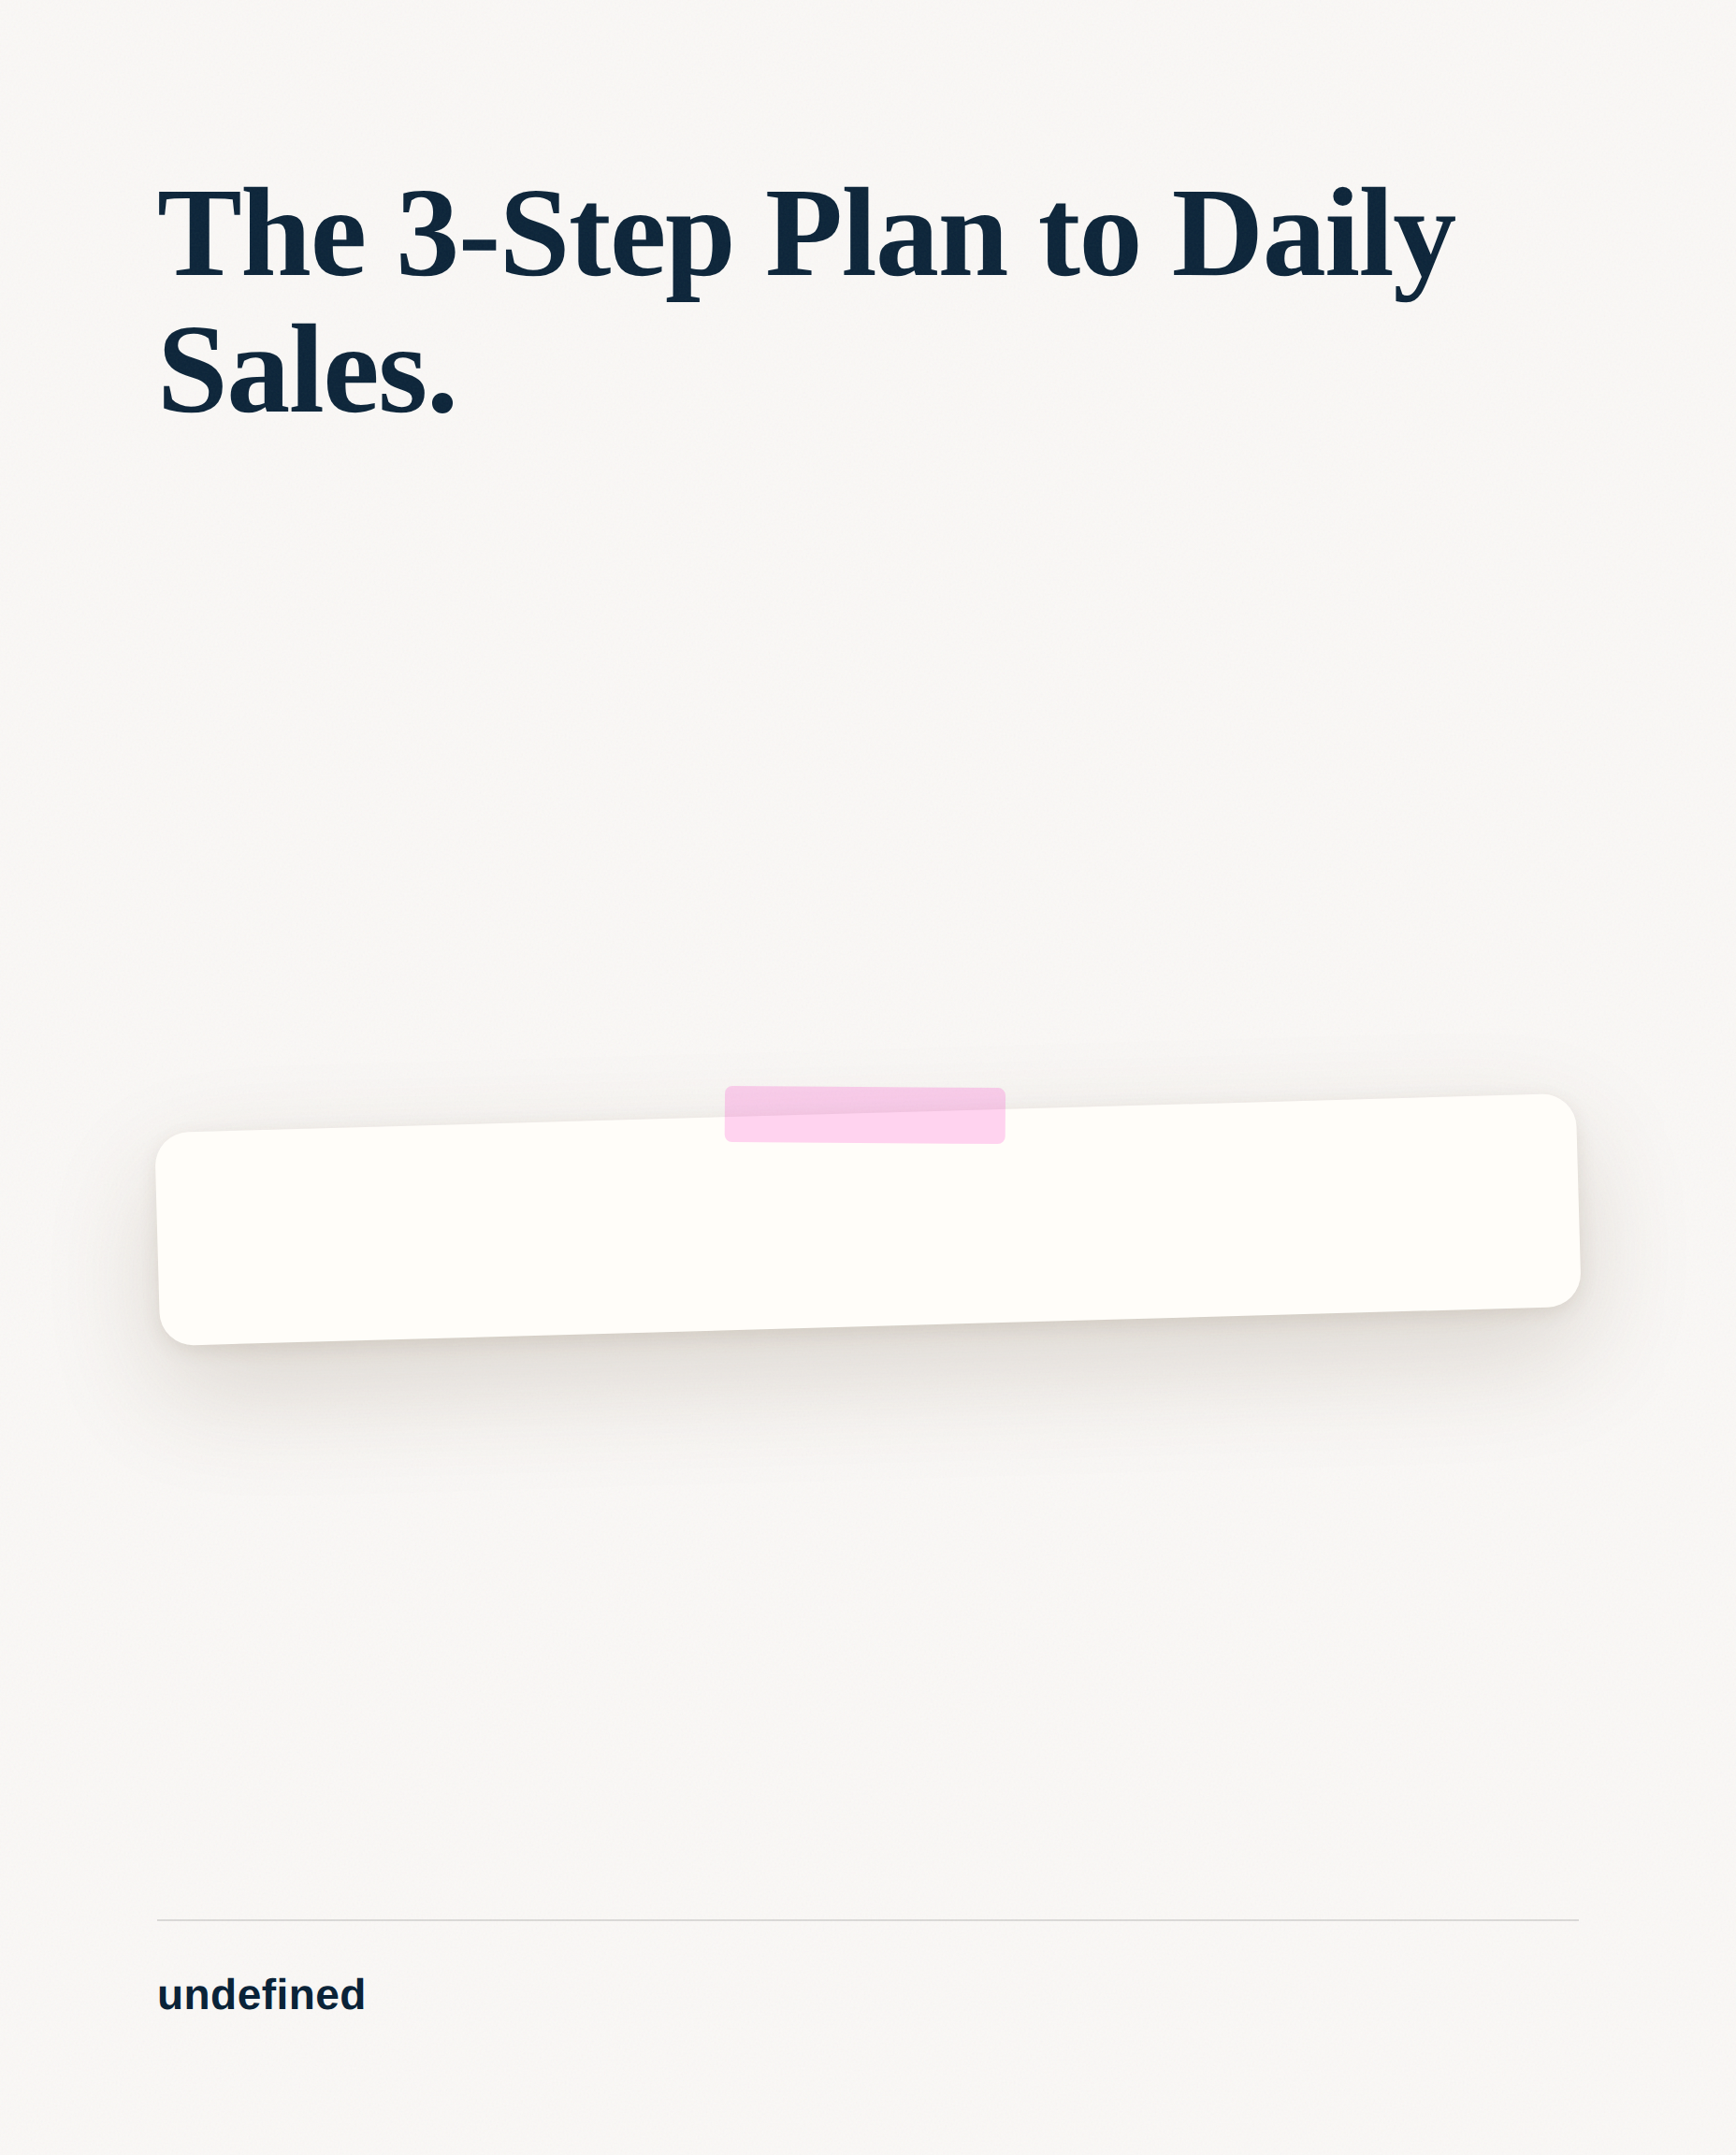 The 3-Step Plan to Daily
Sales.
undefined